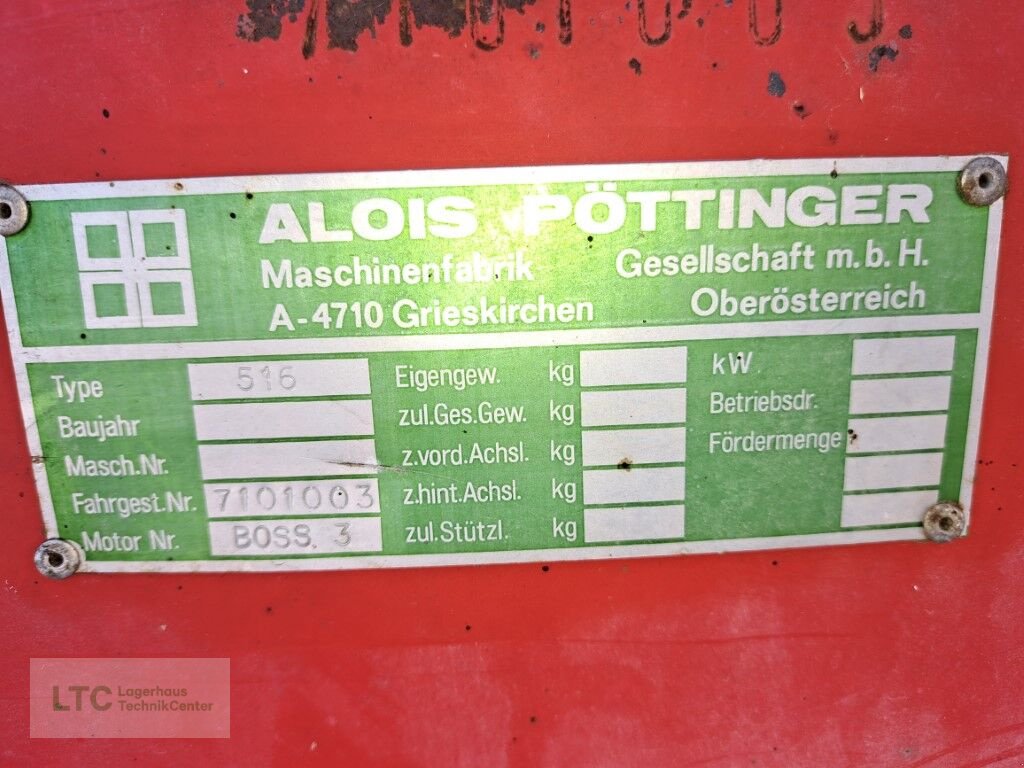 ALOIS PÖTTINGER
Maschinenfabrik Gesellschaft m.b.H.
A-4710 Grieskirchen Oberösterreich
Type 516 Eigengew. kg kW
Baujahr zul.Ges.Gew. kg Betriebsdr.
Masch.Nr. z.vord.Achsl. kg Fördermenge
Fahrgest.Nr. 7101003 z.hint.Achsl. kg
Motor Nr. BOSS. 3 zul.Stützl. kg
LTC Lagerhaus
TechnikCenter